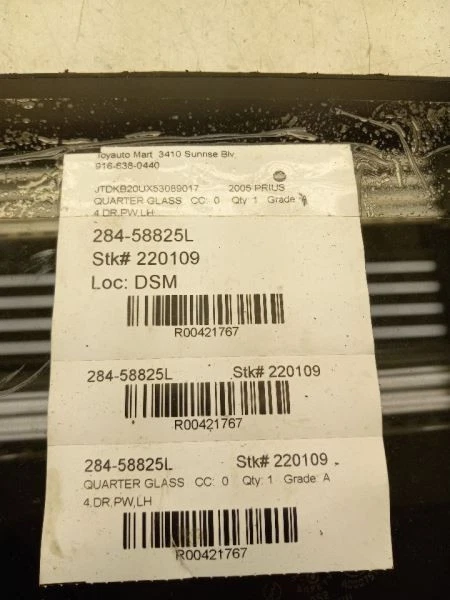 Toyauto Mart 3410 Sunrise Blv
916-638-0440
JTDKB20UX53089017 2005 PRIUS
QUARTER GLASS CC: 0 Qty: 1 Grade: A
4.DR,PW,LH
284-58825L
Stk# 220109
Loc: DSM
R00421767
284-58825L Stk# 220109
R00421767
284-58825L Stk# 220109
QUARTER GLASS CC: 0 Qty: 1 Grade: A
4.DR,PW,LH
R00421767